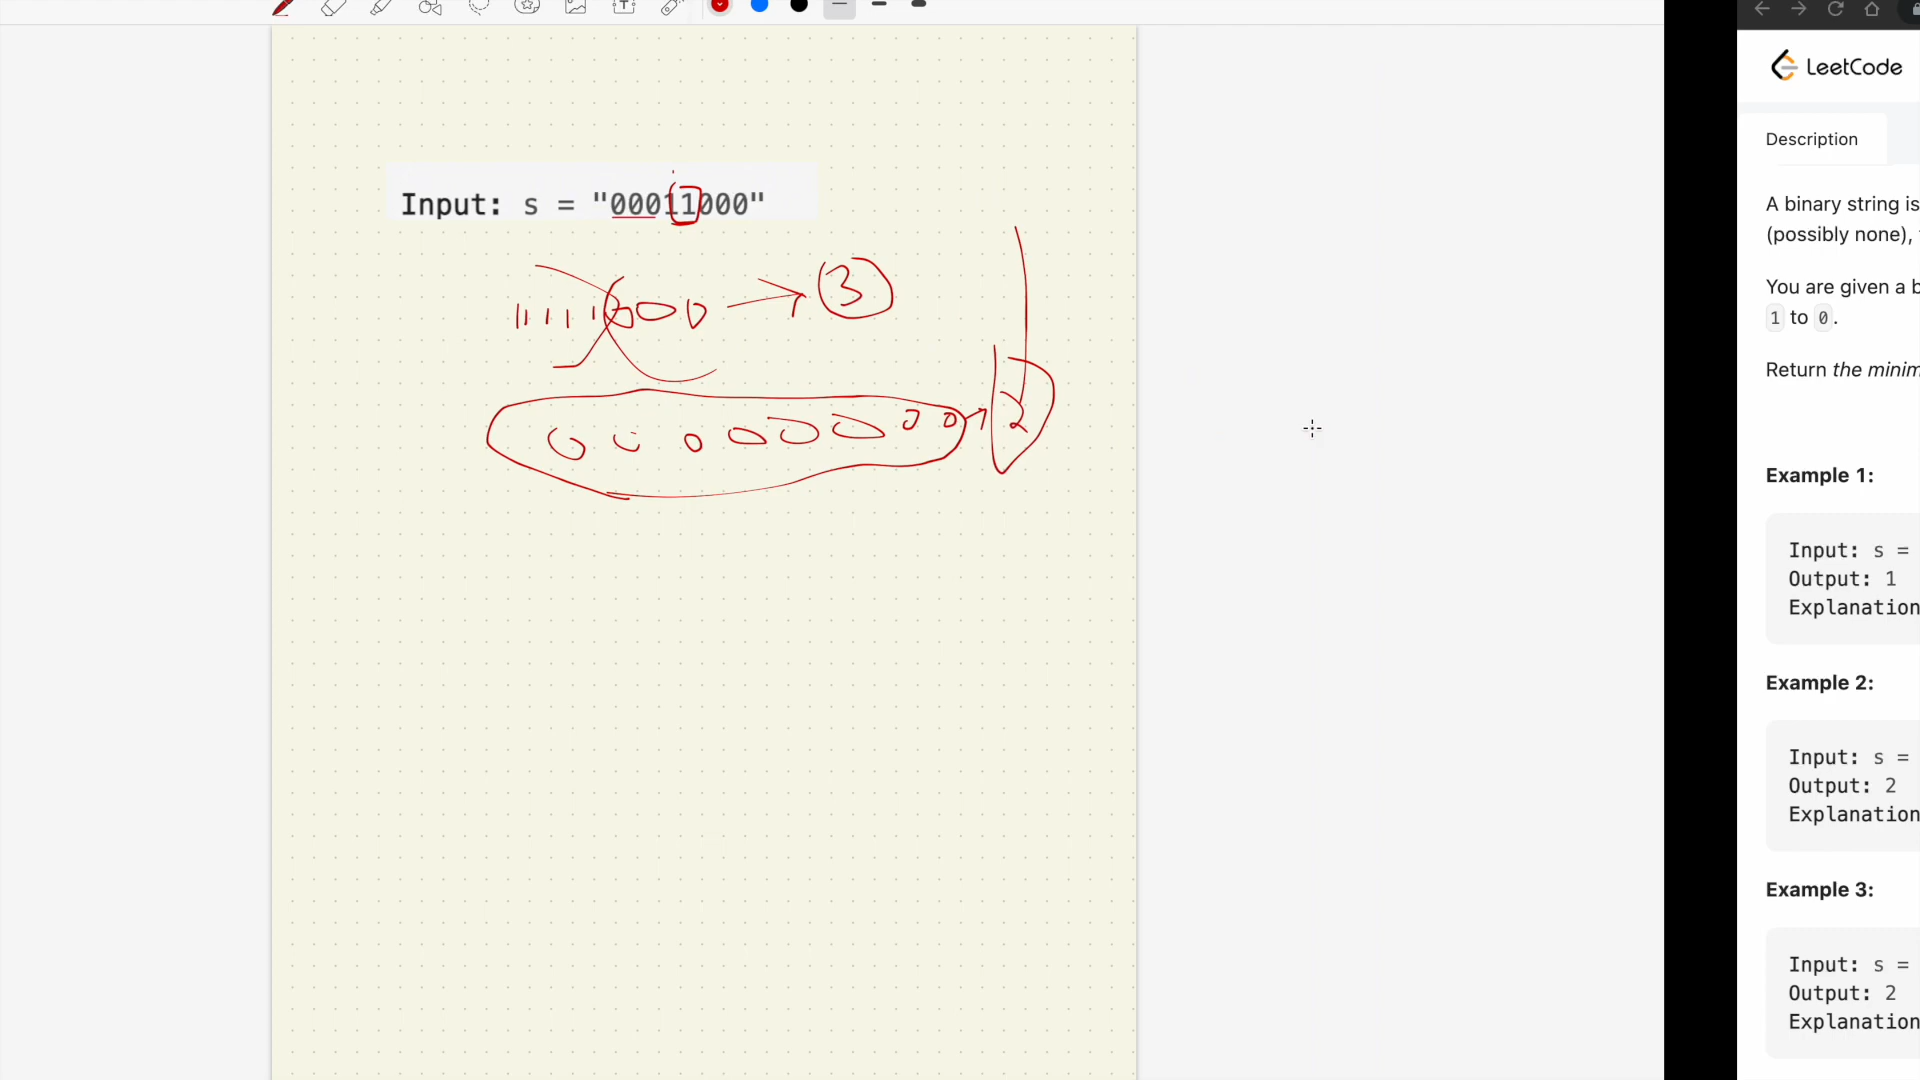 Input: s = "00011000"
11111000 → 3
00000000 → 2
LeetCode
Description
A binary string is
(possibly none),
You are given a b
1 to 0.
Return the minim
Example 1:
Input: s =
Output: 1
Explanation
Example 2:
Input: s =
Output: 2
Explanation
Example 3:
Input: s =
Output: 2
Explanation